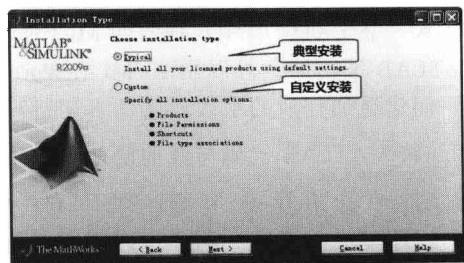 Installation Type
MATLAB®
&SIMULINK®
R2009a
Choose installation type
Typical
典型安装
Install all your licensed products using default settings.
Custom
自定义安装
Specify all installation options:
Products
File Permissions
Shortcuts
File type associations
The MathWorks
< Back
Next >
Cancel
Help